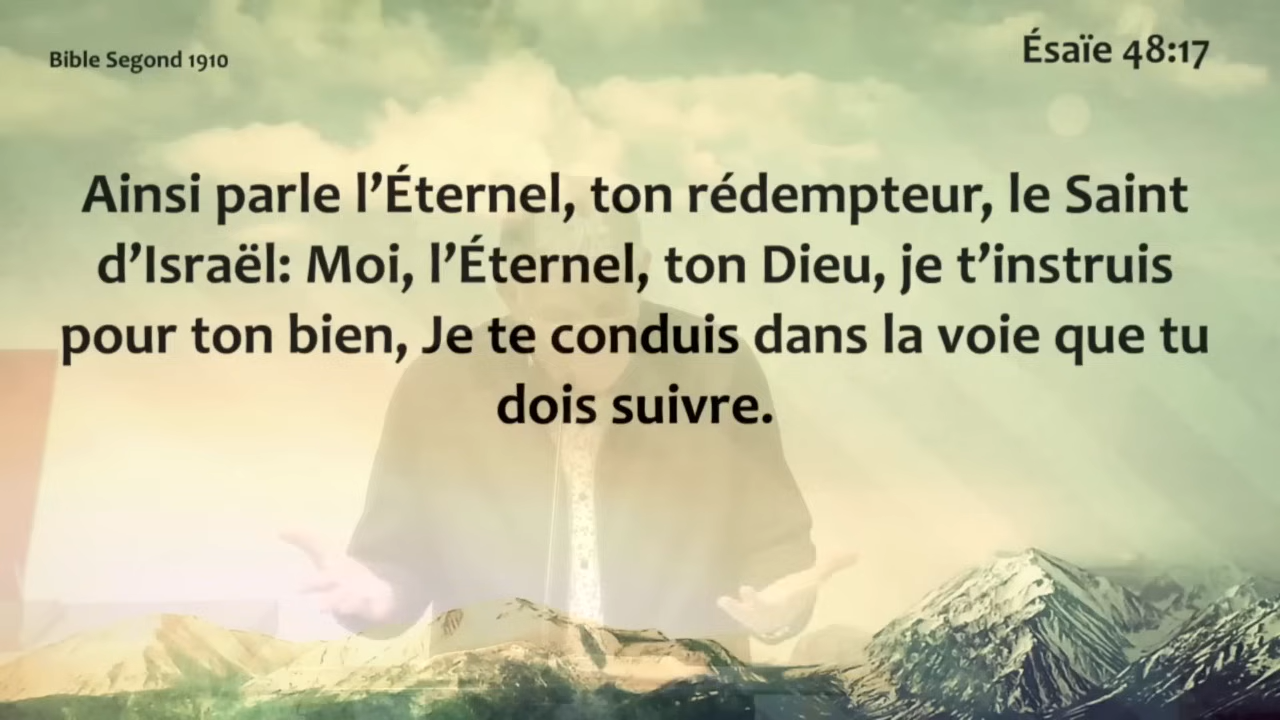 Bible Segond 1910
Ésaïe 48:17
Ainsi parle l’Éternel, ton rédempteur, le Saint
d’Israël: Moi, l’Éternel, ton Dieu, je t’instruis
pour ton bien, Je te conduis dans la voie que tu
dois suivre.